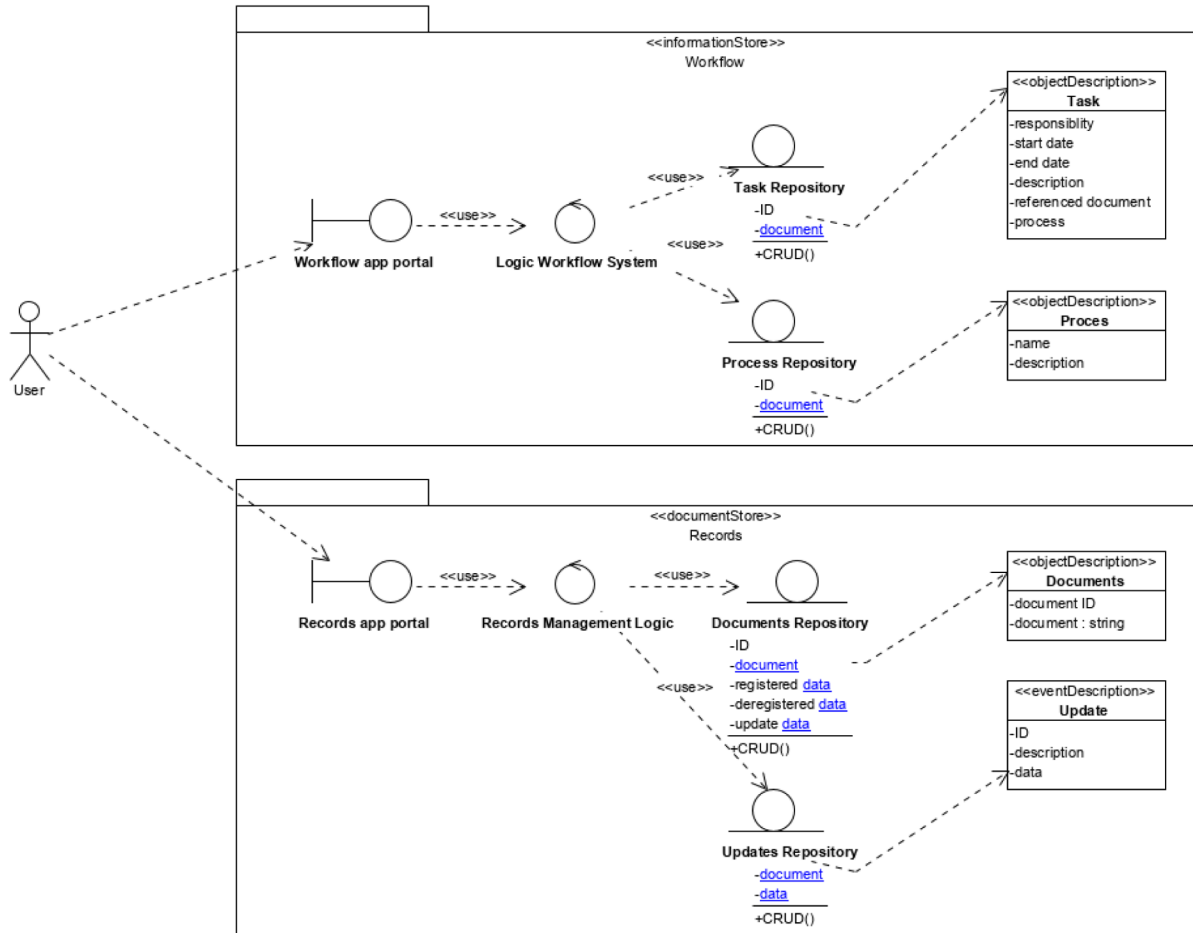 <<informationStore>>
Workflow
<<objectDescription>>
Task
-responsiblity
-start date
-end date
-description
-referenced document
-process
<<use>>
Task Repository
-ID
-document
+CRUD()
<<use>>
<<use>>
Workflow app portal
Logic Workflow System
<<objectDescription>>
Proces
-name
-description
Process Repository
-ID
-document
+CRUD()
User
<<documentStore>>
Records
<<use>>
<<use>>
Records app portal
Records Management Logic
Documents Repository
-ID
-document
-registered data
-deregistered data
-update data
+CRUD()
<<objectDescription>>
Documents
-document ID
-document : string
<<use>>
<<eventDescription>>
Update
-ID
-description
-data
Updates Repository
-document
-data
+CRUD()